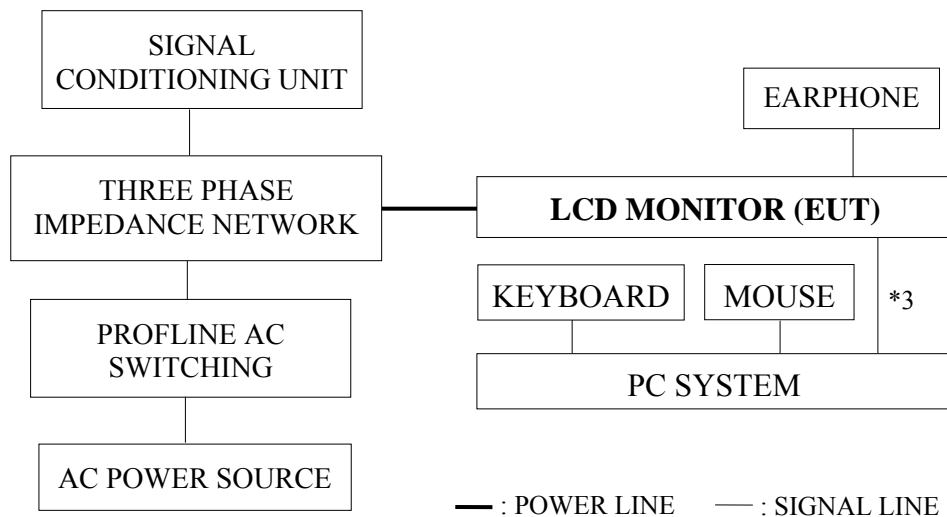 SIGNAL
CONDITIONING UNIT
EARPHONE
THREE PHASE
IMPEDANCE NETWORK
LCD MONITOR (EUT)
KEYBOARD
MOUSE
*3
PROFLINE AC
SWITCHING
PC SYSTEM
AC POWER SOURCE
: POWER LINE
: SIGNAL LINE